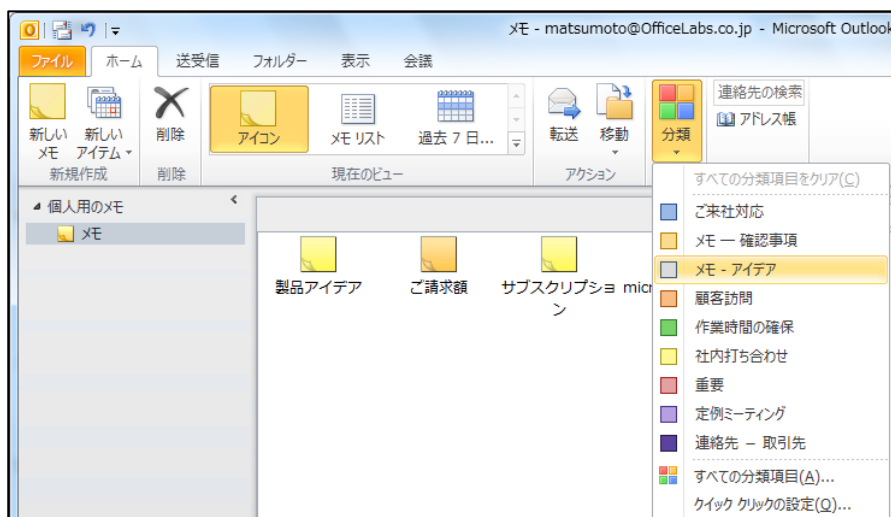 メモ - matsumoto@OfficeLabs.co.jp - Microsoft Outlook
ファイル ホーム 送受信 フォルダー 表示 会議
新しい メモ
新しい アイテム
削除
アイコン
メモ リスト
過去 7 日...
転送
移動
分類
連絡先の検索
アドレス帳
新規作成
削除
現在のビュー
アクション
すべての分類項目をクリア(C)
ご来社対応
メモ ー 確認事項
メモ - アイデア
顧客訪問
作業時間の確保
社内打ち合わせ
重要
定例ミーティング
連絡先 － 取引先
すべての分類項目(A)...
クイック クリックの設定(Q)...
個人用のメモ
メモ
製品アイデア
ご請求額
サブスクリプション
micr